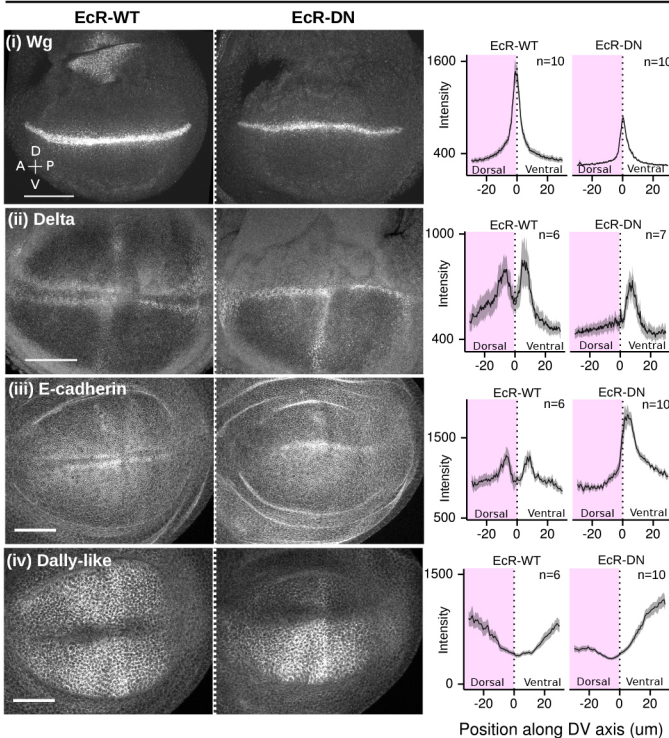 EcR-WT EcR-DN
(i) Wg
D
A P
V
EcR-WT EcR-DN
n=10 n=10
1600
400
Intensity
Dorsal Ventral Dorsal Ventral
-20 0 20 -20 0 20
(ii) Delta
EcR-WT EcR-DN
n=6 n=7
1000
400
Intensity
Dorsal Ventral Dorsal Ventral
-20 0 20 -20 0 20
(iii) E-cadherin
EcR-WT EcR-DN
n=6 n=10
1500
500
Intensity
Dorsal Ventral Dorsal Ventral
-20 0 20 -20 0 20
(iv) Dally-like
EcR-WT EcR-DN
n=6 n=10
1500
0
Intensity
Dorsal Ventral Dorsal Ventral
-20 0 20 -20 0 20
Position along DV axis (um)